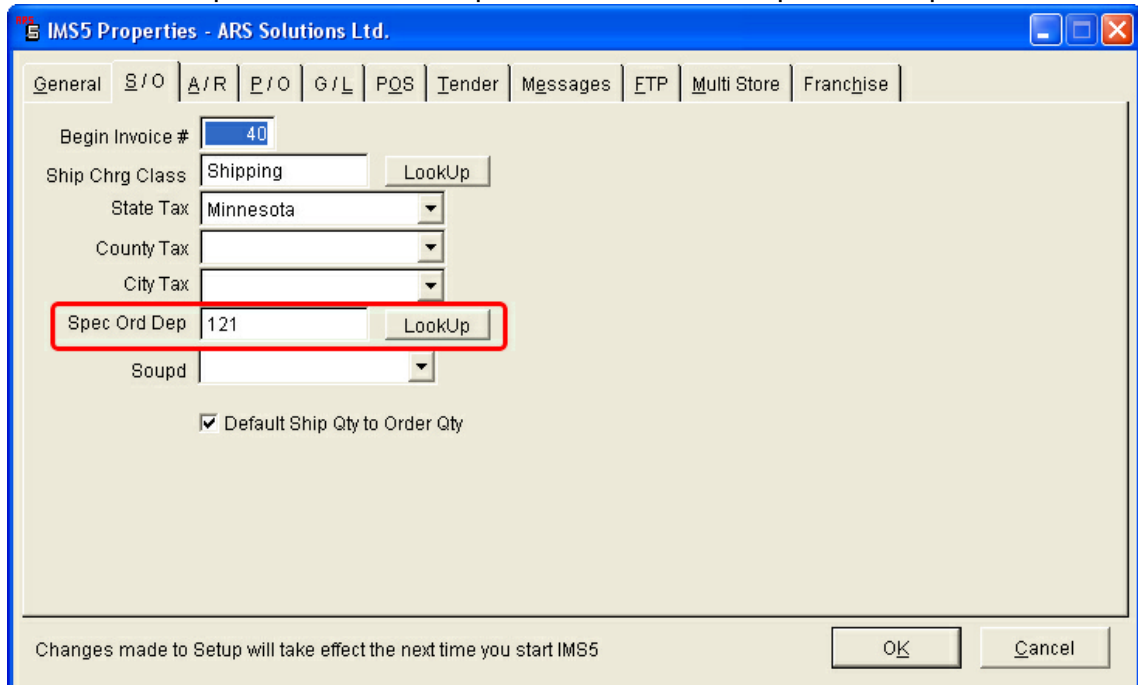 IMS5 Properties - ARS Solutions Ltd.
General S/O A/R P/O G/L POS Tender Messages FTP Multi Store Franchise
Begin Invoice # 40
Ship Chrg Class Shipping LookUp
State Tax Minnesota
County Tax
City Tax
Spec Ord Dep 121 LookUp
Soupd
Default Ship Qty to Order Qty
Changes made to Setup will take effect the next time you start IMS5 OK Cancel